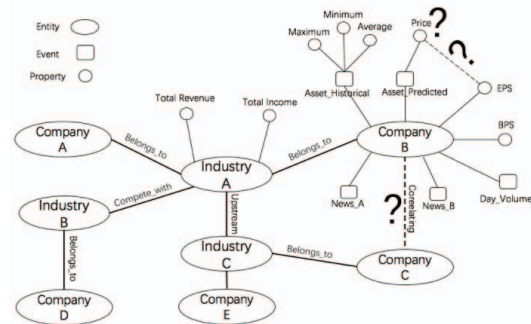 Entity
Event
Property
Minimum
Maximum
Average
Price
?
?
Asset_Historical
Asset_Predicted
EPS
Total Revenue
Total Income
BPS
Company
A
Belongs_to
Industry
A
Belongs_to
Company
B
Compete_with
Industry
B
Upstream
News_A
?
Coreelating
News_B
Day_Volume
Belongs_to
Industry
C
Belongs_to
Company
C
Company
D
Company
E